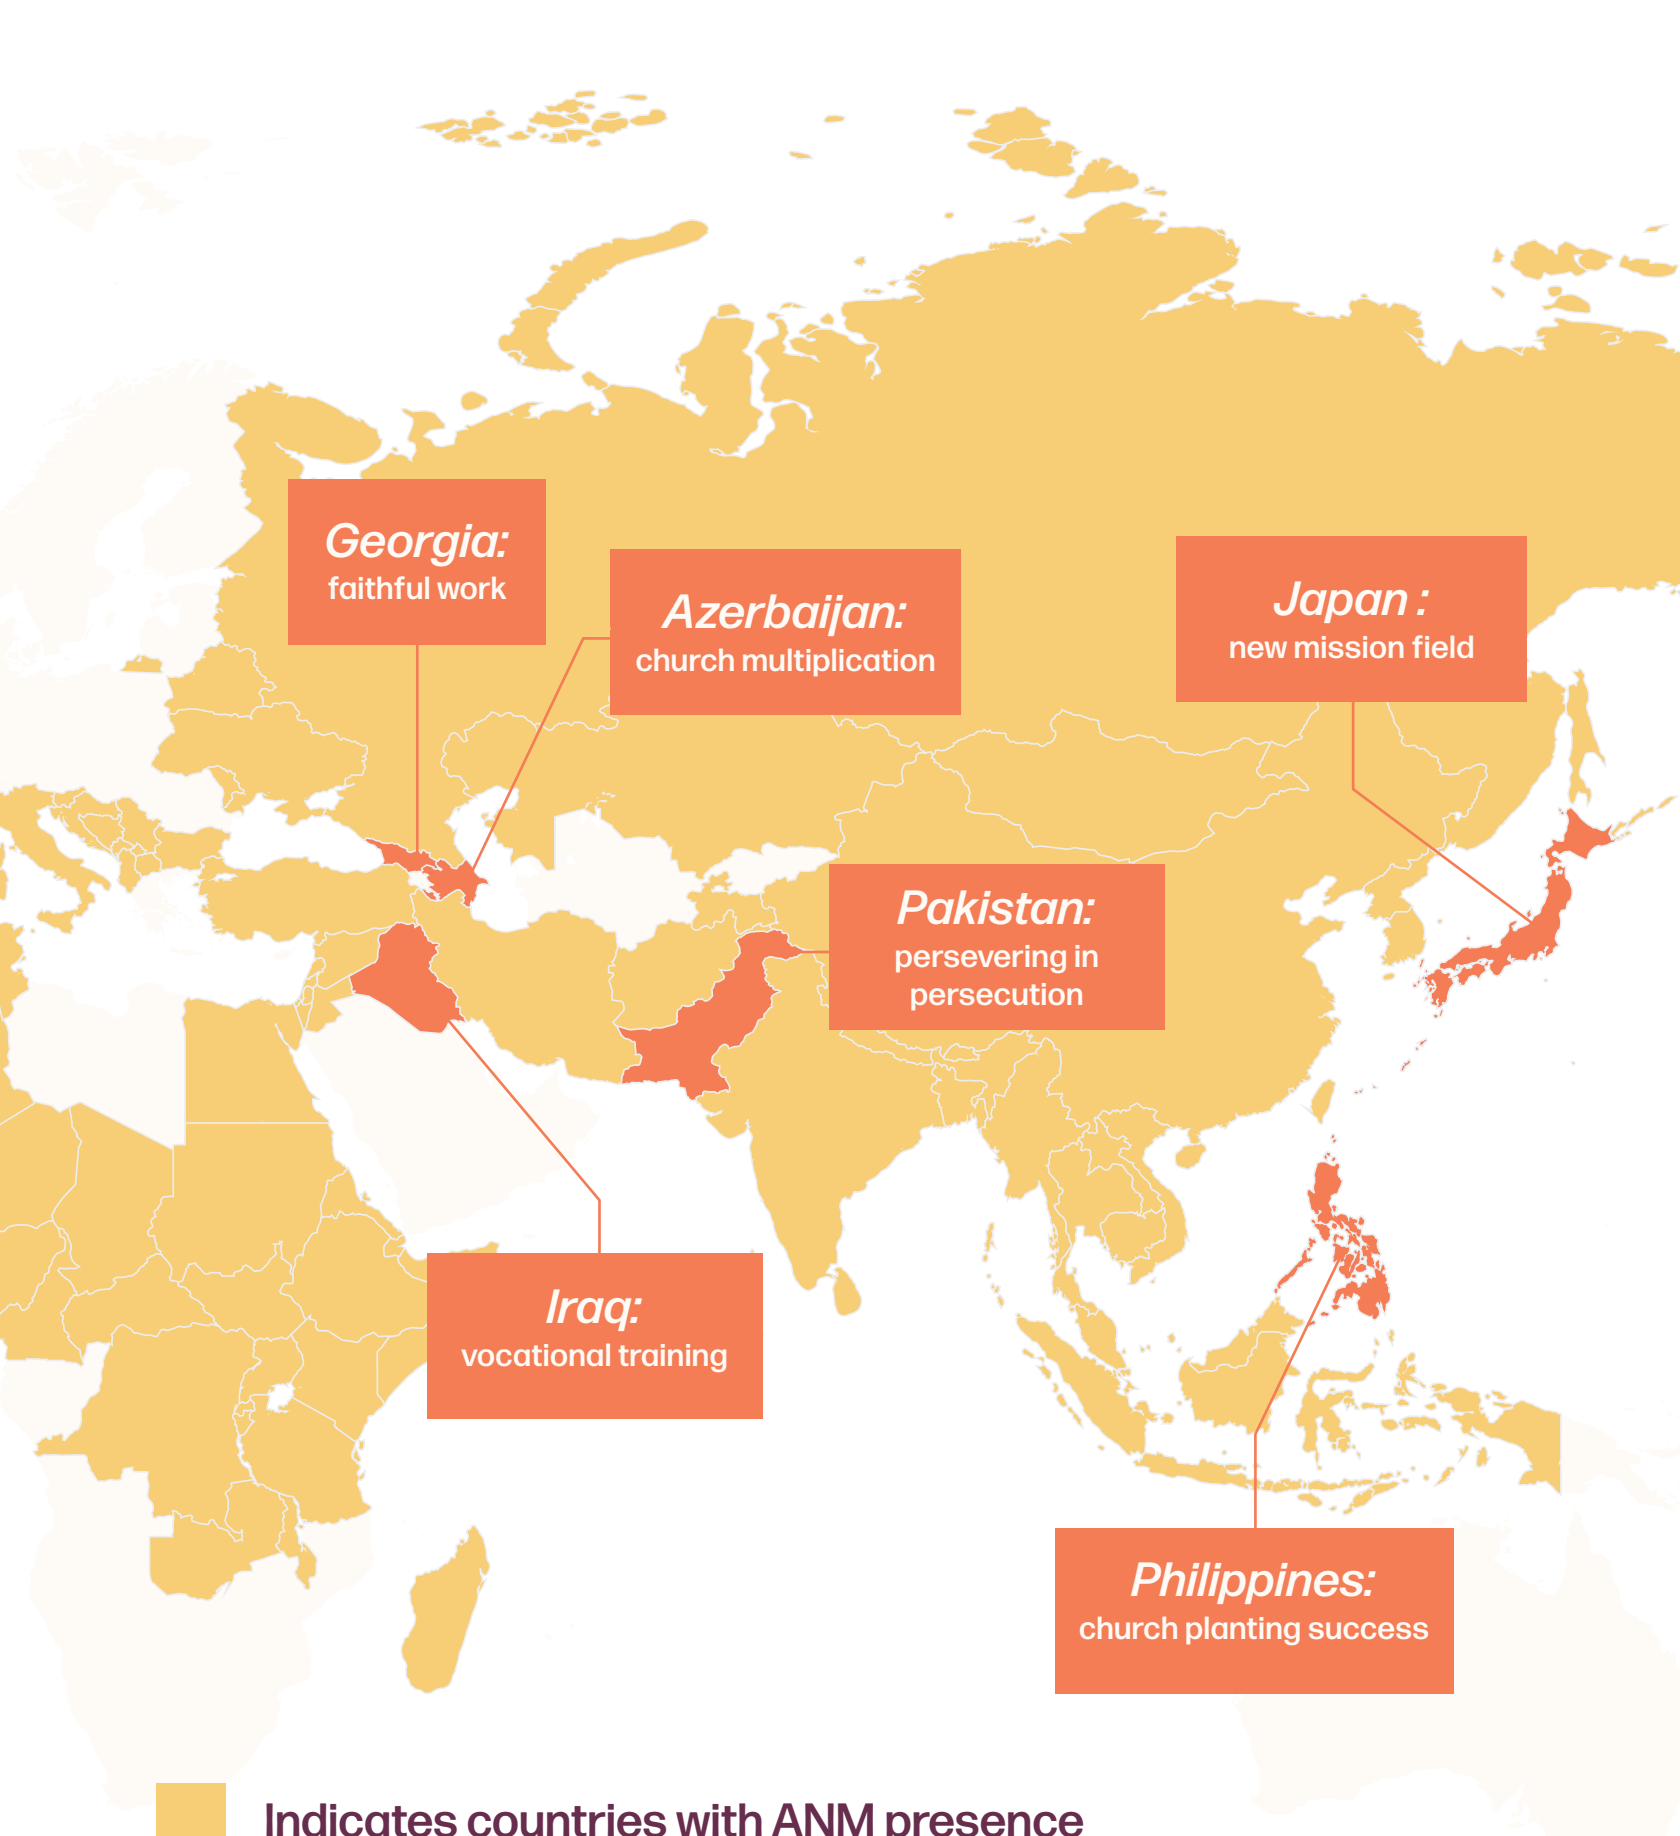 Georgia:
faithful work
Azerbaijan:
church multiplication
Japan :
new mission field
Pakistan:
persevering in
persecution
Iraq:
vocational training
Philippines:
church planting success
Indicates countries with ANM presence